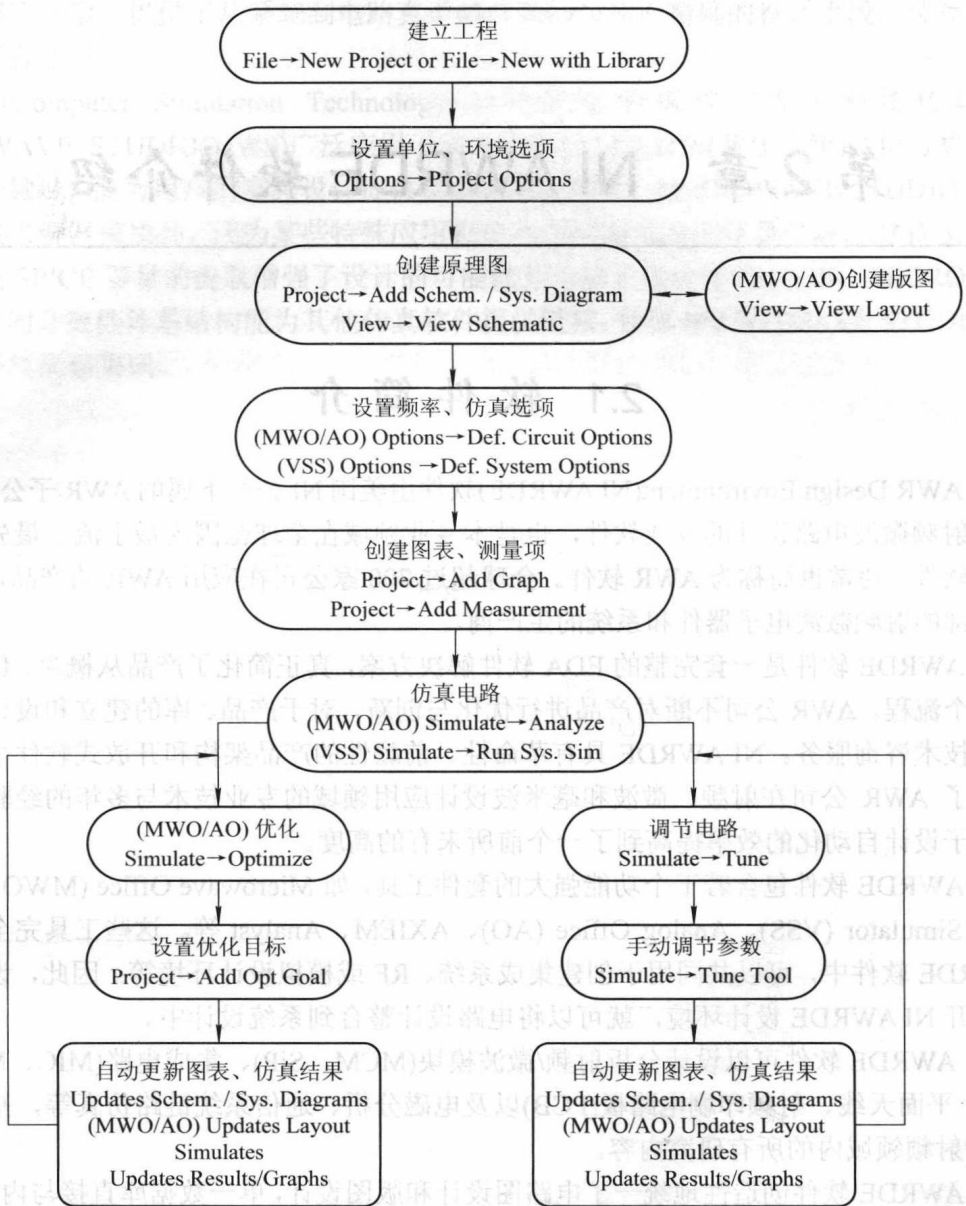 建立工程
File→New Project or File→New with Library
设置单位、环境选项
Options→Project Options
创建原理图
Project→Add Schem. / Sys. Diagram
View→View Schematic
(MWO/AO)创建版图
View→View Layout
设置频率、仿真选项
(MWO/AO) Options→Def. Circuit Options
(VSS) Options →Def. System Options
创建图表、测量项
Project→Add Graph
Project→Add Measurement
仿真电路
(MWO/AO) Simulate→Analyze
(VSS) Simulate→Run Sys. Sim
(MWO/AO) 优化
Simulate→Optimize
设置优化目标
Project→Add Opt Goal
自动更新图表、仿真结果
Updates Schem. / Sys. Diagrams
(MWO/AO) Updates Layout
Simulates
Updates Results/Graphs
调节电路
Simulate→Tune
手动调节参数
Simulate→Tune Tool
自动更新图表、仿真结果
Updates Schem. / Sys. Diagrams
(MWO/AO) Updates Layout
Simulates
Updates Results/Graphs